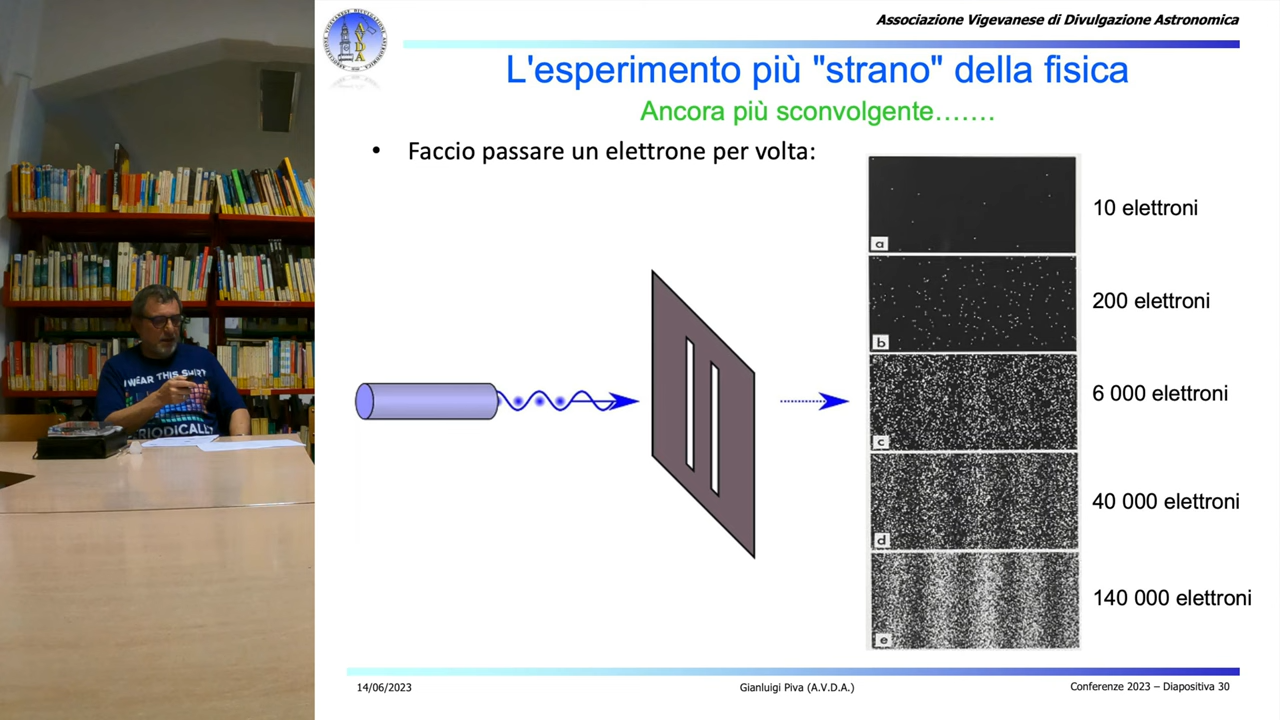 Associazione Vigevanese di Divulgazione Astronomica
A.V.D.A.
L'esperimento più "strano" della fisica
Ancora più sconvolgente.......
• Faccio passare un elettrone per volta:
a
10 elettroni
b
200 elettroni
c
6 000 elettroni
d
40 000 elettroni
e
140 000 elettroni
I WEAR THIS SHIRT
RIODICALLY
14/06/2023
Gianluigi Piva (A.V.D.A.)
Conferenze 2023 – Diapositiva 30